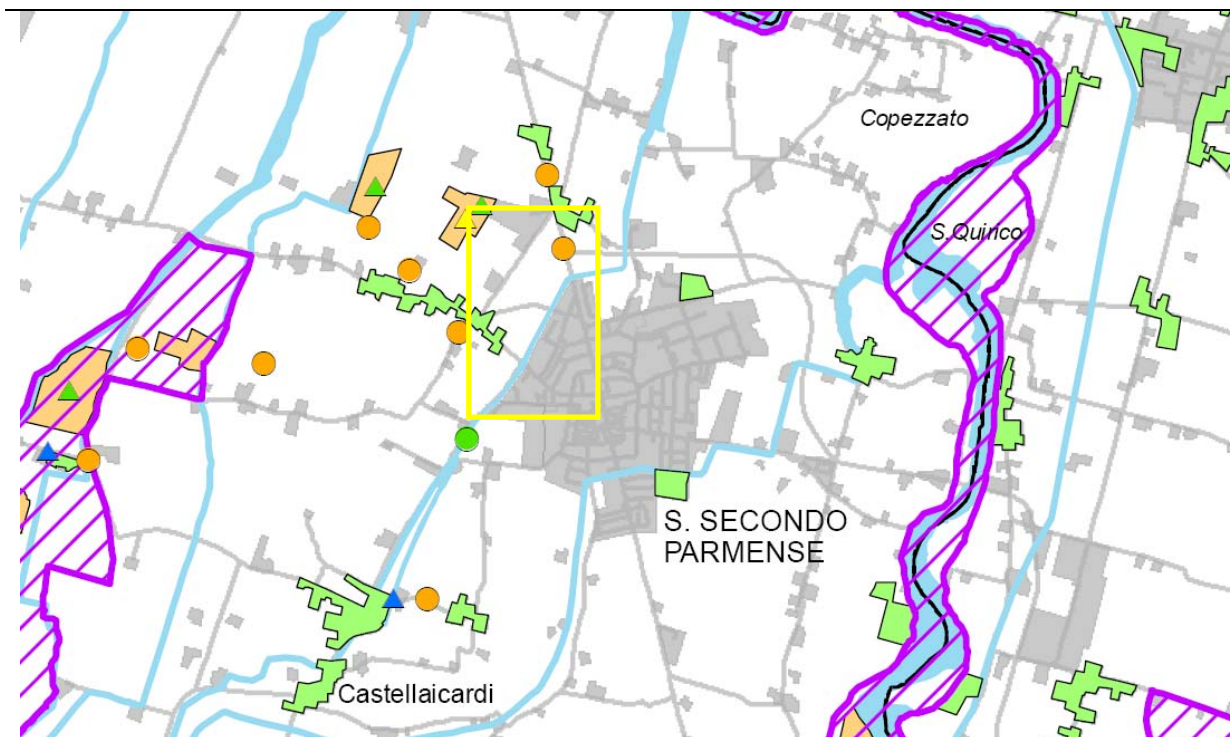 Copezzato
S.Quirico
S. SECONDO
PARMENSE
Castellaicardi